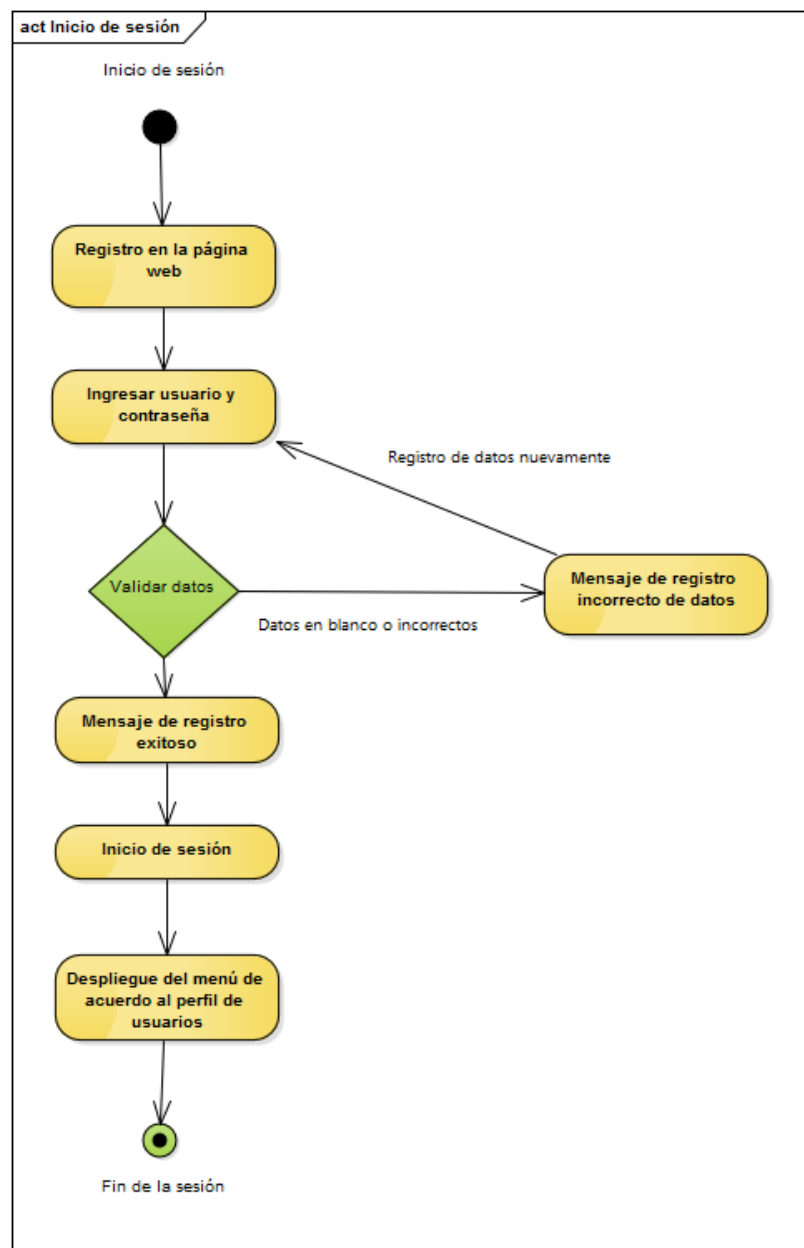 act Inicio de sesión
Inicio de sesión
Registro en la página
web
Ingresar usuario y
contraseña
Registro de datos nuevamente
Validar datos
Mensaje de registro
incorrecto de datos
Datos en blanco o incorrectos
Mensaje de registro
exitoso
Inicio de sesión
Despliegue del menú de
acuerdo al perfil de
usuarios
Fin de la sesión